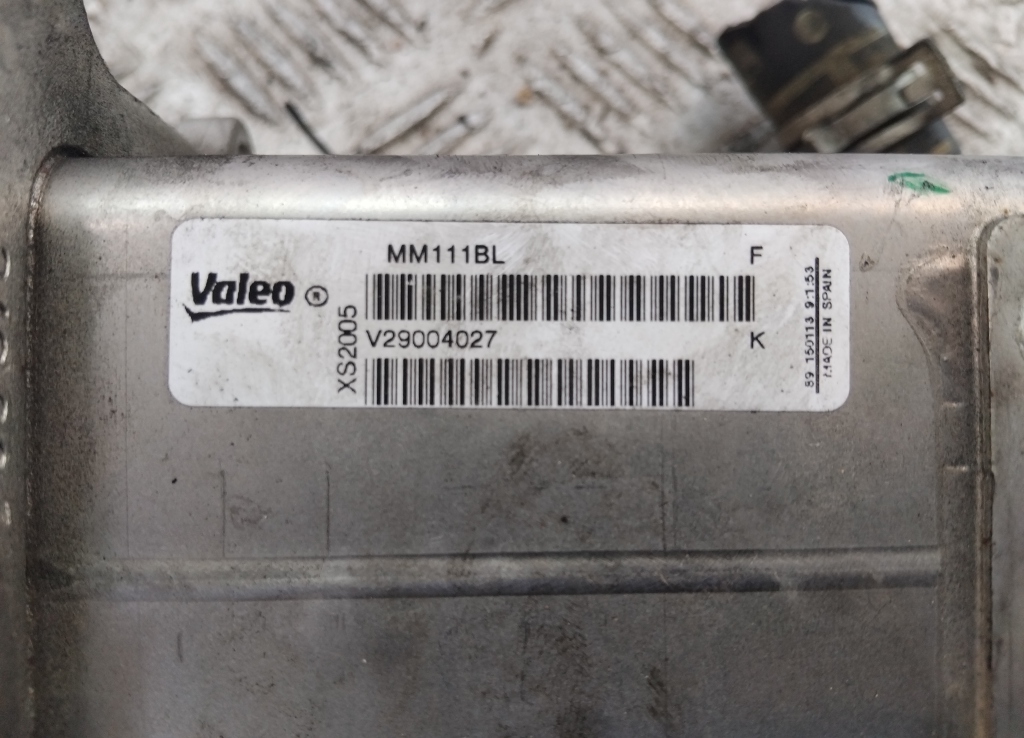 MM111BL F
Valeo ®
XS2005
V29004027 K
89 150113 9:1:53
MADE IN SPAIN